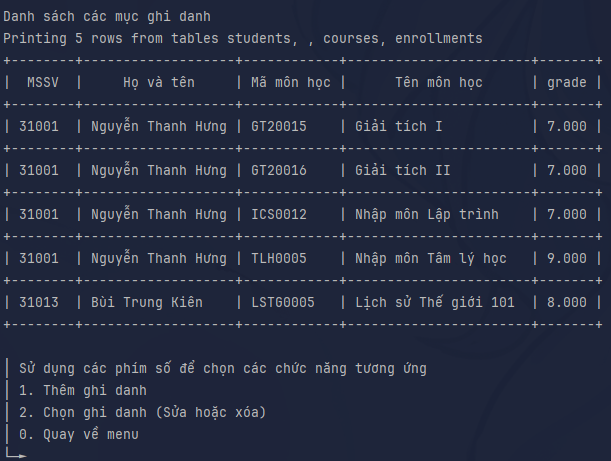 Danh sách các mục ghi danh
Printing 5 rows from tables students, , courses, enrollments
+--------+-------------------+------------+----------------------+-------+
|  MSSV  |     Họ và tên     | Mã môn học |     Tên môn học      | grade |
+--------+-------------------+------------+----------------------+-------+
| 31001  | Nguyễn Thanh Hưng | GT20015    | Giải tích I          | 7.000 |
+--------+-------------------+------------+----------------------+-------+
| 31001  | Nguyễn Thanh Hưng | GT20016    | Giải tích II         | 7.000 |
+--------+-------------------+------------+----------------------+-------+
| 31001  | Nguyễn Thanh Hưng | ICS0012    | Nhập môn Lập trình   | 7.000 |
+--------+-------------------+------------+----------------------+-------+
| 31001  | Nguyễn Thanh Hưng | TLH0005    | Nhập môn Tâm lý học  | 9.000 |
+--------+-------------------+------------+----------------------+-------+
| 31013  | Bùi Trung Kiên    | LSTG0005   | Lịch sử Thế giới 101 | 8.000 |
+--------+-------------------+------------+----------------------+-------+
│ Sử dụng các phím số để chọn các chức năng tương ứng
│ 1. Thêm ghi danh
│ 2. Chọn ghi danh (Sửa hoặc xóa)
│ 0. Quay về menu
└─►